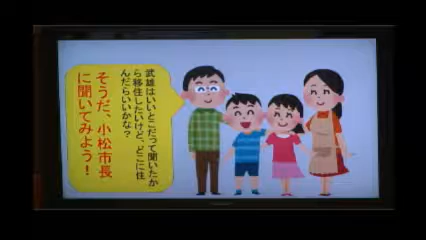 武雄はいいとこだって聞いたか
ら移住したいけど、どこに住
んだらいいかな？
そうだ、小松市長
に聞いてみよう！